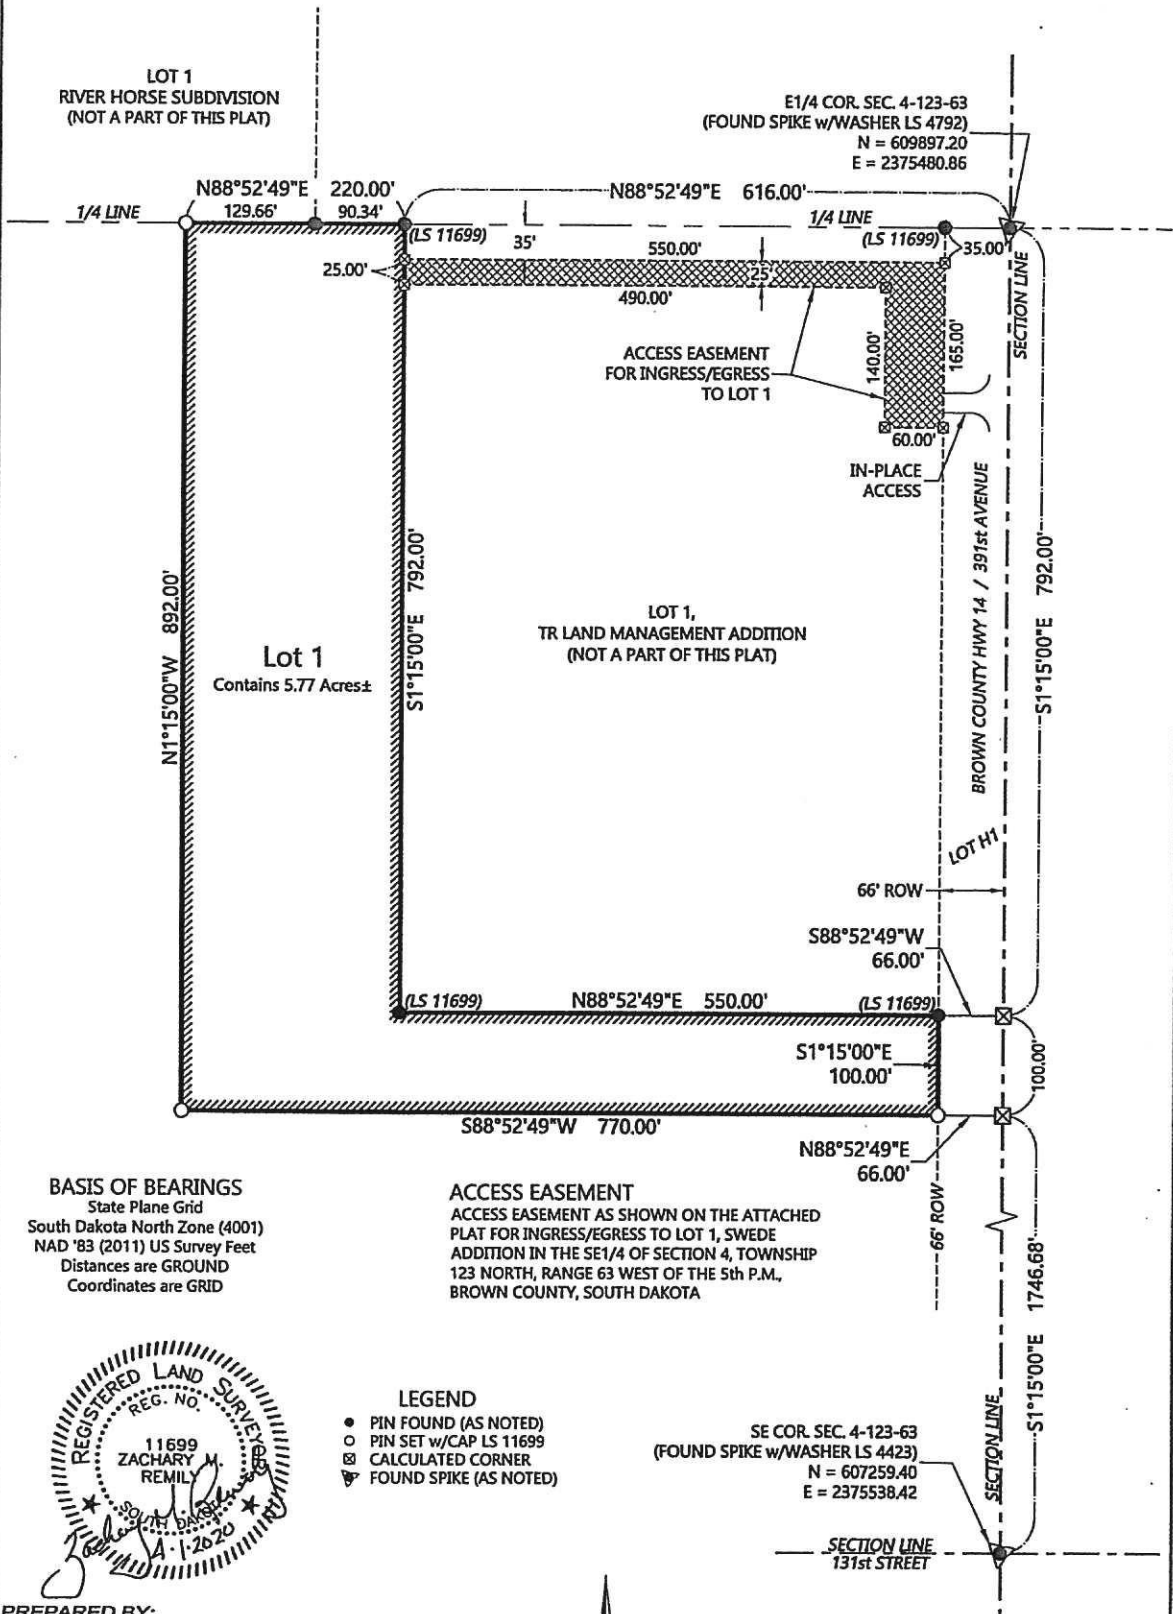 LOT 1
RIVER HORSE SUBDIVISION
(NOT A PART OF THIS PLAT)
E1/4 COR. SEC. 4-123-63
(FOUND SPIKE w/WASHER LS 4792)
N = 609897.20
E = 2375480.86
N88°52'49"E 220.00'
N88°52'49"E 616.00'
1/4 LINE
129.66'
90.34'
1/4 LINE
(LS 11699)
35'
550.00'
(LS 11699)
35.00'
25.00'
25'
490.00'
SECTION LINE
ACCESS EASEMENT
FOR INGRESS/EGRESS
TO LOT 1
140.00'
165.00'
60.00'
IN-PLACE
ACCESS
BROWN COUNTY HWY 14 / 391st AVENUE
N1°15'00"W 892.00'
S1°15'00"E 792.00'
S1°15'00"E 792.00'
Lot 1
Contains 5.77 Acres±
LOT 1,
TR LAND MANAGEMENT ADDITION
(NOT A PART OF THIS PLAT)
LOT H1
66' ROW
S88°52'49"W
66.00'
(LS 11699)
N88°52'49"E 550.00'
(LS 11699)
S1°15'00"E
100.00'
100.00'
S88°52'49"W 770.00'
N88°52'49"E
66.00'
66' ROW
BASIS OF BEARINGS
State Plane Grid
South Dakota North Zone (4001)
NAD '83 (2011) US Survey Feet
Distances are GROUND
Coordinates are GRID
ACCESS EASEMENT
ACCESS EASEMENT AS SHOWN ON THE ATTACHED
PLAT FOR INGRESS/EGRESS TO LOT 1, SWEDE
ADDITION IN THE SE1/4 OF SECTION 4, TOWNSHIP
123 NORTH, RANGE 63 WEST OF THE 5th P.M.,
BROWN COUNTY, SOUTH DAKOTA
S1°15'00"E 1746.68'
REGISTERED LAND SURVEYOR
REG. NO.
11699
ZACHARY M.
REMILY
SOUTH DAKOTA
LEGEND
PIN FOUND (AS NOTED)
PIN SET w/CAP LS 11699
CALCULATED CORNER
FOUND SPIKE (AS NOTED)
SE COR. SEC. 4-123-63
(FOUND SPIKE w/WASHER LS 4423)
N = 607259.40
E = 2375538.42
SECTION LINE
SECTION LINE
131st STREET
PREPARED BY: